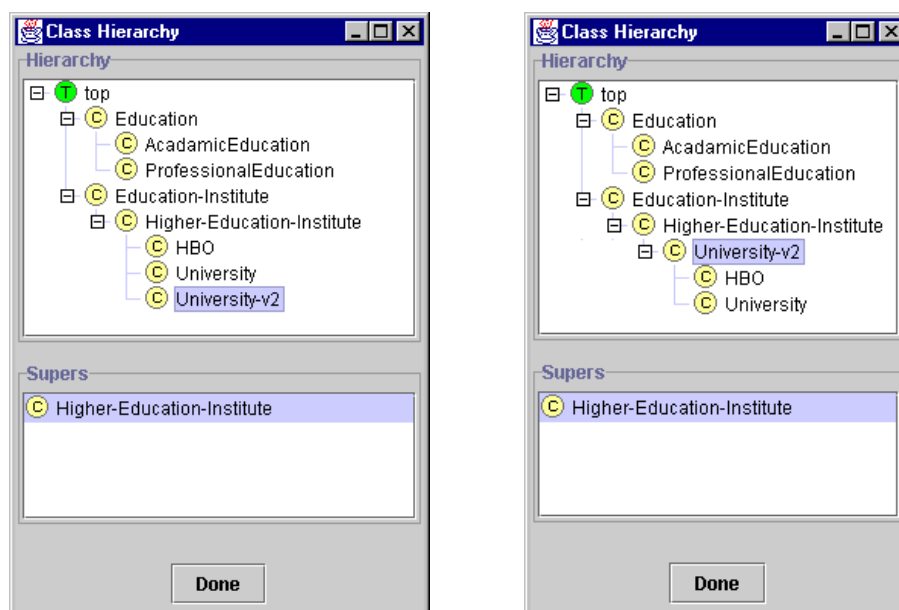 Class Hierarchy
Hierarchy
T top
C Education
C AcadamicEducation
C ProfessionalEducation
C Education-Institute
C Higher-Education-Institute
C HBO
C University
C University-v2
Supers
C Higher-Education-Institute
Done
Class Hierarchy
Hierarchy
T top
C Education
C AcadamicEducation
C ProfessionalEducation
C Education-Institute
C Higher-Education-Institute
C University-v2
C HBO
C University
Supers
C Higher-Education-Institute
Done